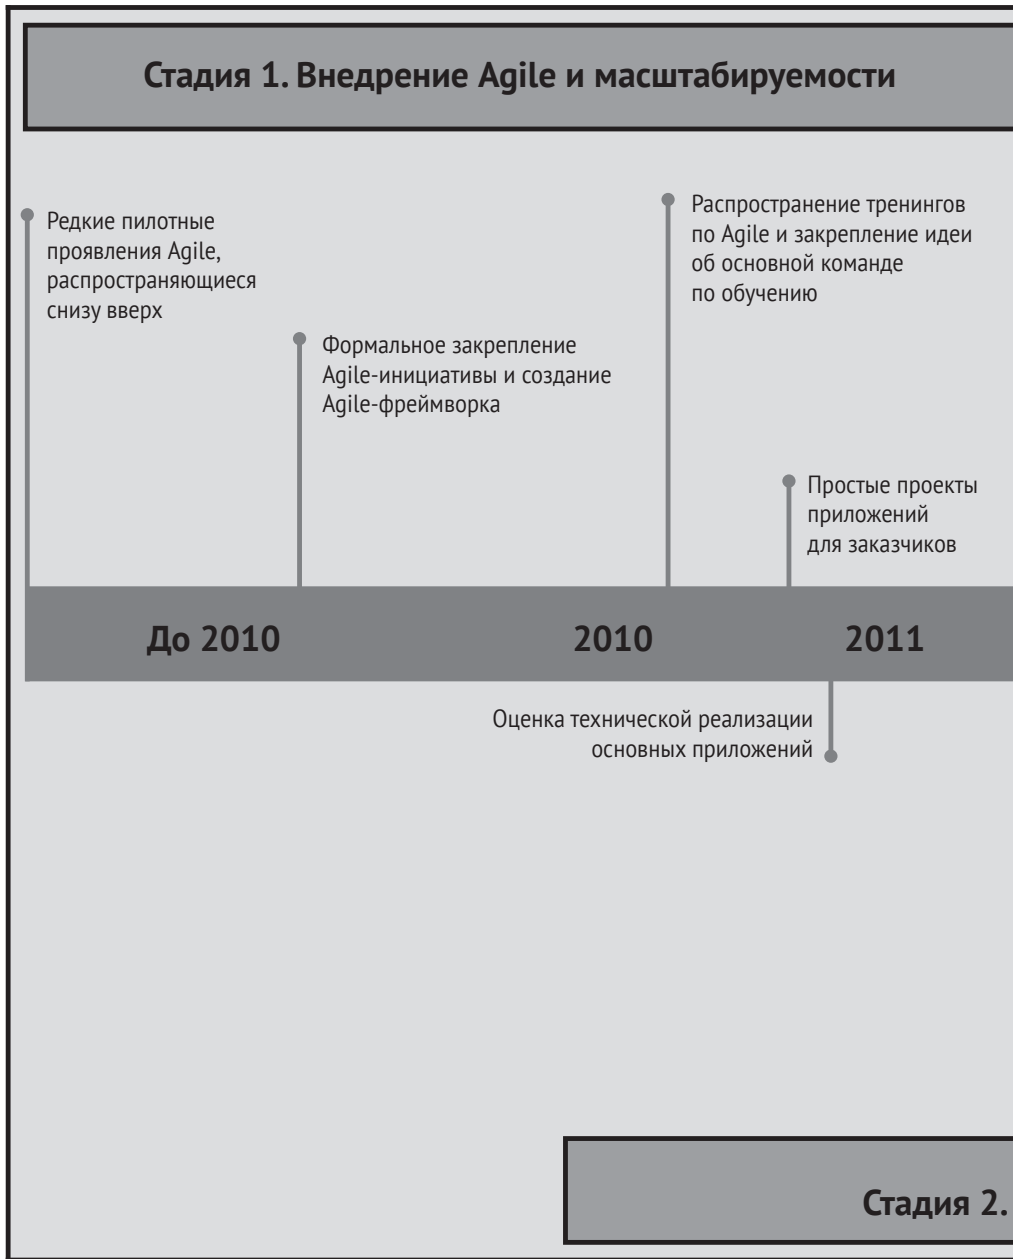 Стадия 1. Внедрение Agile и масштабируемости
Редкие пилотные
проявления Agile,
распространяющиеся
снизу вверх
Формальное закрепление
Agile-инициативы и создание
Agile-фреймворка
Распространение тренингов
по Agile и закрепление идеи
об основной команде
по обучению
Простые проекты
приложений
для заказчиков
До 2010
2010
2011
Оценка технической реализации
основных приложений
Стадия 2.